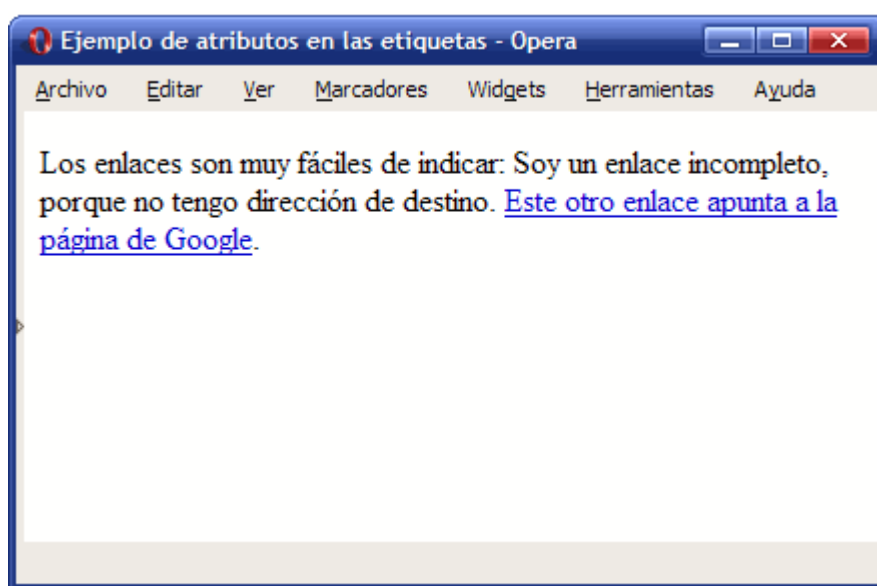 Ejemplo de atributos en las etiquetas - Opera
Archivo Editar Ver Marcadores Widgets Herramientas Ayuda
Los enlaces son muy fáciles de indicar: Soy un enlace incompleto,
porque no tengo dirección de destino. Este otro enlace apunta a la
página de Google.